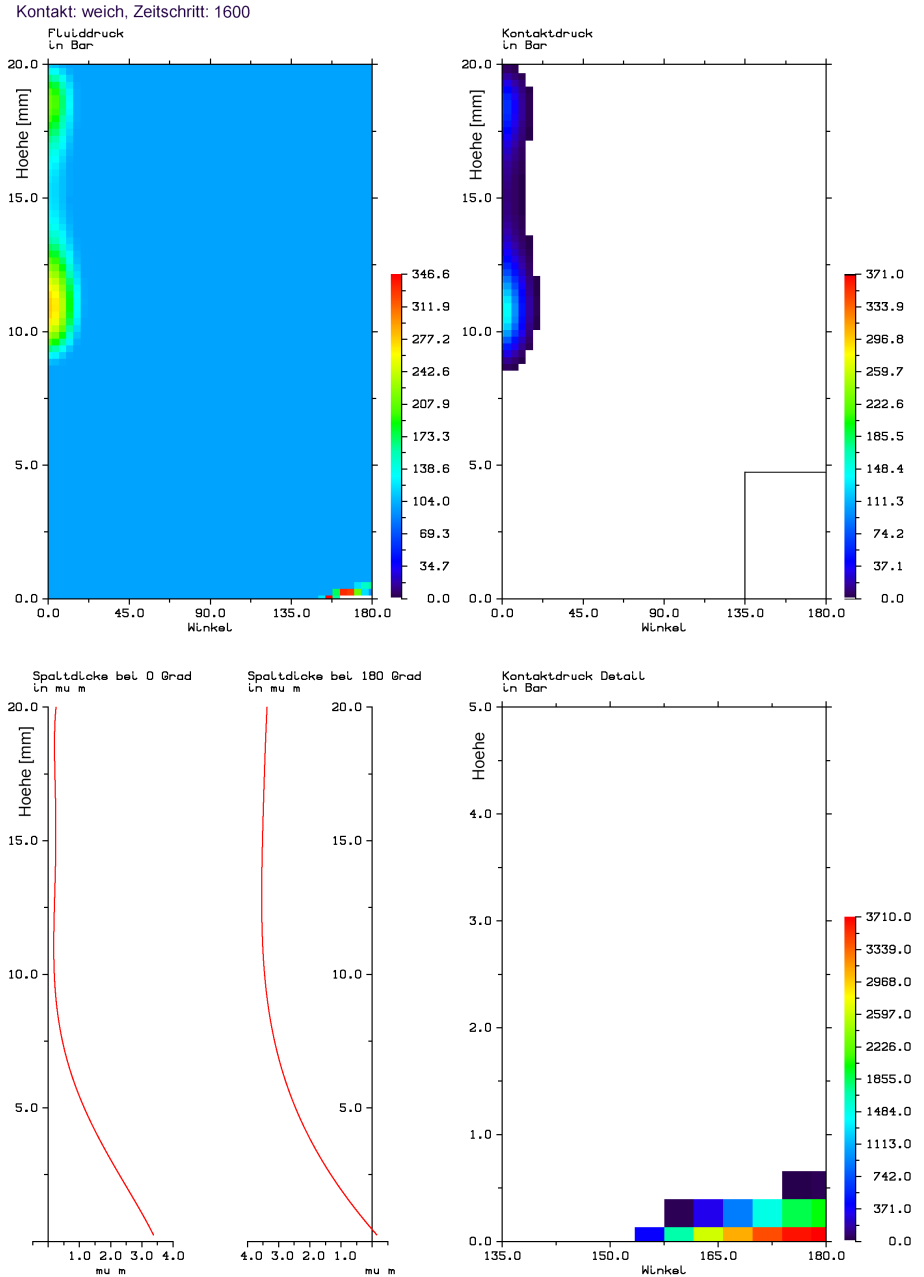 Kontakt: weich, Zeitschritt: 1600
Fluiddruck
in Bar
20.0
15.0
10.0
5.0
0.0
Hoehe [mm]
0.0 45.0 90.0 135.0 180.0
Winkel
346.6
311.9
277.2
242.6
207.9
173.3
138.6
104.0
69.3
34.7
0.0
Kontaktdruck
in Bar
20.0
15.0
10.0
5.0
0.0
Hoehe [mm]
0.0 45.0 90.0 135.0 180.0
Winkel
371.0
333.9
296.8
259.7
222.6
185.5
148.4
111.3
74.2
37.1
0.0
Spaltdicke bei 0 Grad
in mu m
20.0
15.0
10.0
5.0
Hoehe [mm]
1.0 2.0 3.0 4.0
mu m
Spaltdicke bei 180 Grad
in mu m
20.0
15.0
10.0
5.0
4.0 3.0 2.0 1.0
mu m
Kontaktdruck Detail
in Bar
5.0
4.0
3.0
2.0
1.0
0.0
Hoehe
135.0 150.0 165.0 180.0
Winkel
3710.0
3339.0
2968.0
2597.0
2226.0
1855.0
1484.0
1113.0
742.0
371.0
0.0